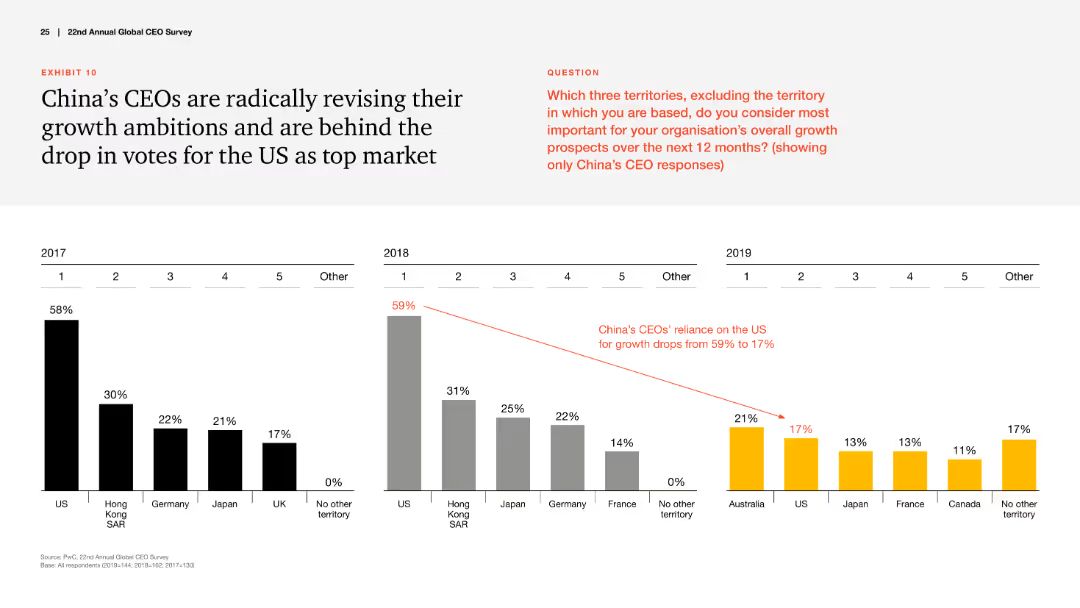 25 | 22nd Annual Global CEO Survey
EXHIBIT 10
China's CEOs are radically revising their
growth ambitions and are behind the
drop in votes for the US as top market
QUESTION
Which three territories, excluding the territory
in which you are based, do you consider most
important for your organisation's overall growth
prospects over the next 12 months? (showing
only China's CEO responses)
2017
1 2 3 4 5 Other
58% 30% 22% 21% 17% 0%
US Hong Germany Japan UK No other
Kong territory
SAR
2018
1 2 3 4 5 Other
59% 31% 25% 22% 14% 0%
US Hong Japan Germany France No other
Kong territory
SAR
China's CEOs' reliance on the US
for growth drops from 59% to 17%
2019
1 2 3 4 5 Other
21% 17% 13% 13% 11% 17%
Australia US Japan France Canada No other
territory
Source: PwC, 22nd Annual Global CEO Survey
Base: All respondents (2019=144; 2018=162; 2017=130)